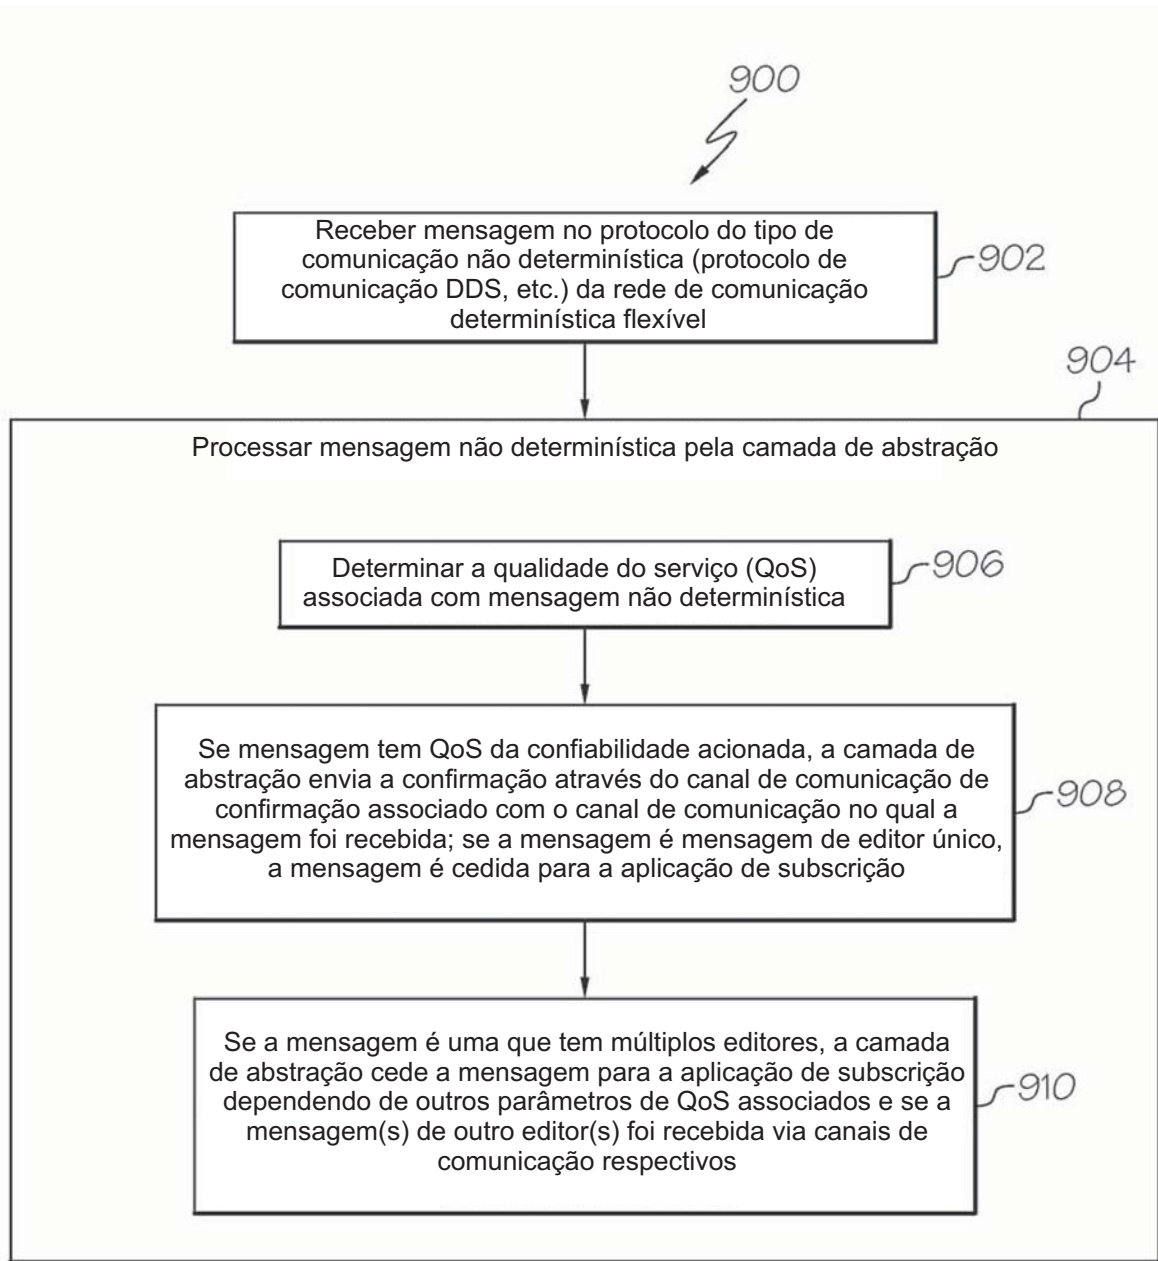 900
Receber mensagem no protocolo do tipo de
comunicação não determinística (protocolo de
comunicação DDS, etc.) da rede de comunicação
determinística flexível
902
904
Processar mensagem não determinística pela camada de abstração
Determinar a qualidade do serviço (QoS)
associada com mensagem não determinística
906
Se mensagem tem QoS da confiabilidade acionada, a camada de
abstração envia a confirmação através do canal de comunicação de
confirmação associado com o canal de comunicação no qual a
mensagem foi recebida; se a mensagem é mensagem de editor único,
a mensagem é cedida para a aplicação de subscrição
908
Se a mensagem é uma que tem múltiplos editores, a camada
de abstração cede a mensagem para a aplicação de subscrição
dependendo de outros parâmetros de QoS associados e se a
mensagem(s) de outro editor(s) foi recebida via canais de
comunicação respectivos
910